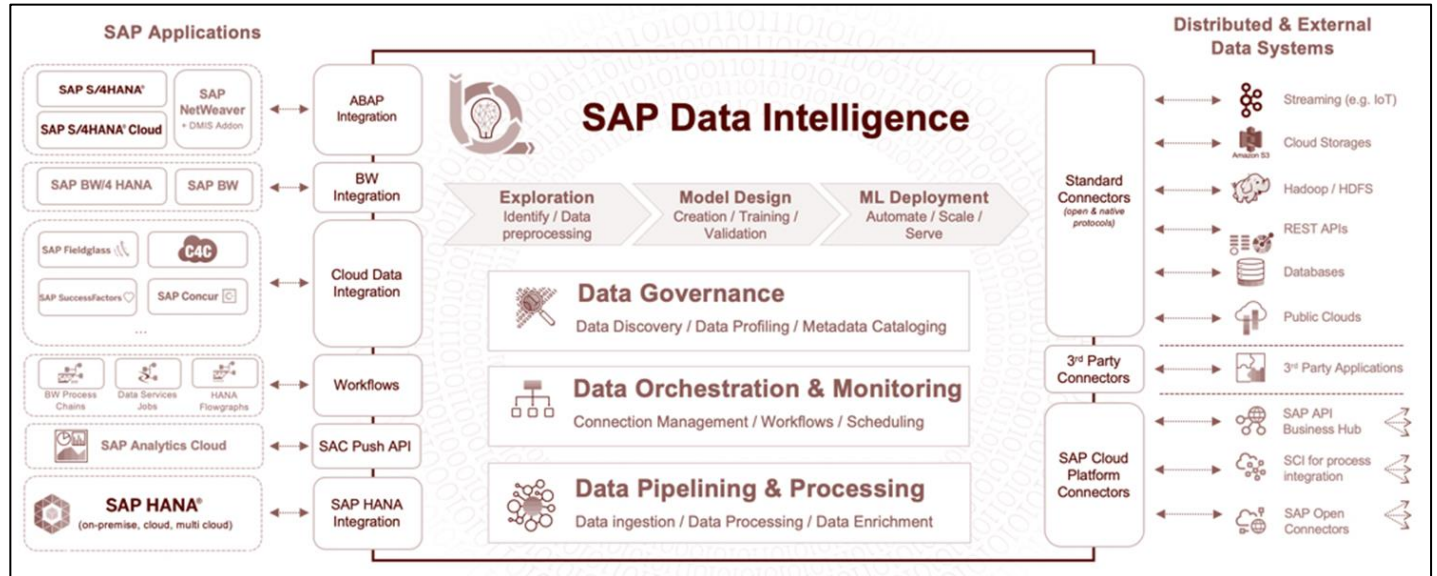 SAP Applications
SAP S/4HANA®
SAP S/4HANA® Cloud
SAP
NetWeaver
+ DMIS Addon
ABAP
Integration
SAP BW/4 HANA
SAP BW
BW
Integration
SAP Fieldglass
C4C
SAP SuccessFactors
SAP Concur C
...
Cloud Data
Integration
BW Process
Chains
Data Services
Jobs
HANA
Flowgraphs
Workflows
SAP Analytics Cloud
SAC Push API
SAP HANA®
(on-premise, cloud, multi cloud)
SAP HANA
Integration
SAP Data Intelligence
Exploration
Identify / Data
preprocessing
Model Design
Creation / Training /
Validation
ML Deployment
Automate / Scale /
Serve
Data Governance
Data Discovery / Data Profiling / Metadata Cataloging
Data Orchestration & Monitoring
Connection Management / Workflows / Scheduling
Data Pipelining & Processing
Data ingestion / Data Processing / Data Enrichment
Standard
Connectors
(open & native
protocols)
3rd Party
Connectors
SAP Cloud
Platform
Connectors
Distributed & External
Data Systems
Streaming (e.g. IoT)
Amazon S3
Cloud Storages
Hadoop / HDFS
REST APIs
Databases
Public Clouds
3rd Party Applications
SAP API
Business Hub
SCI for process
integration
SAP Open
Connectors